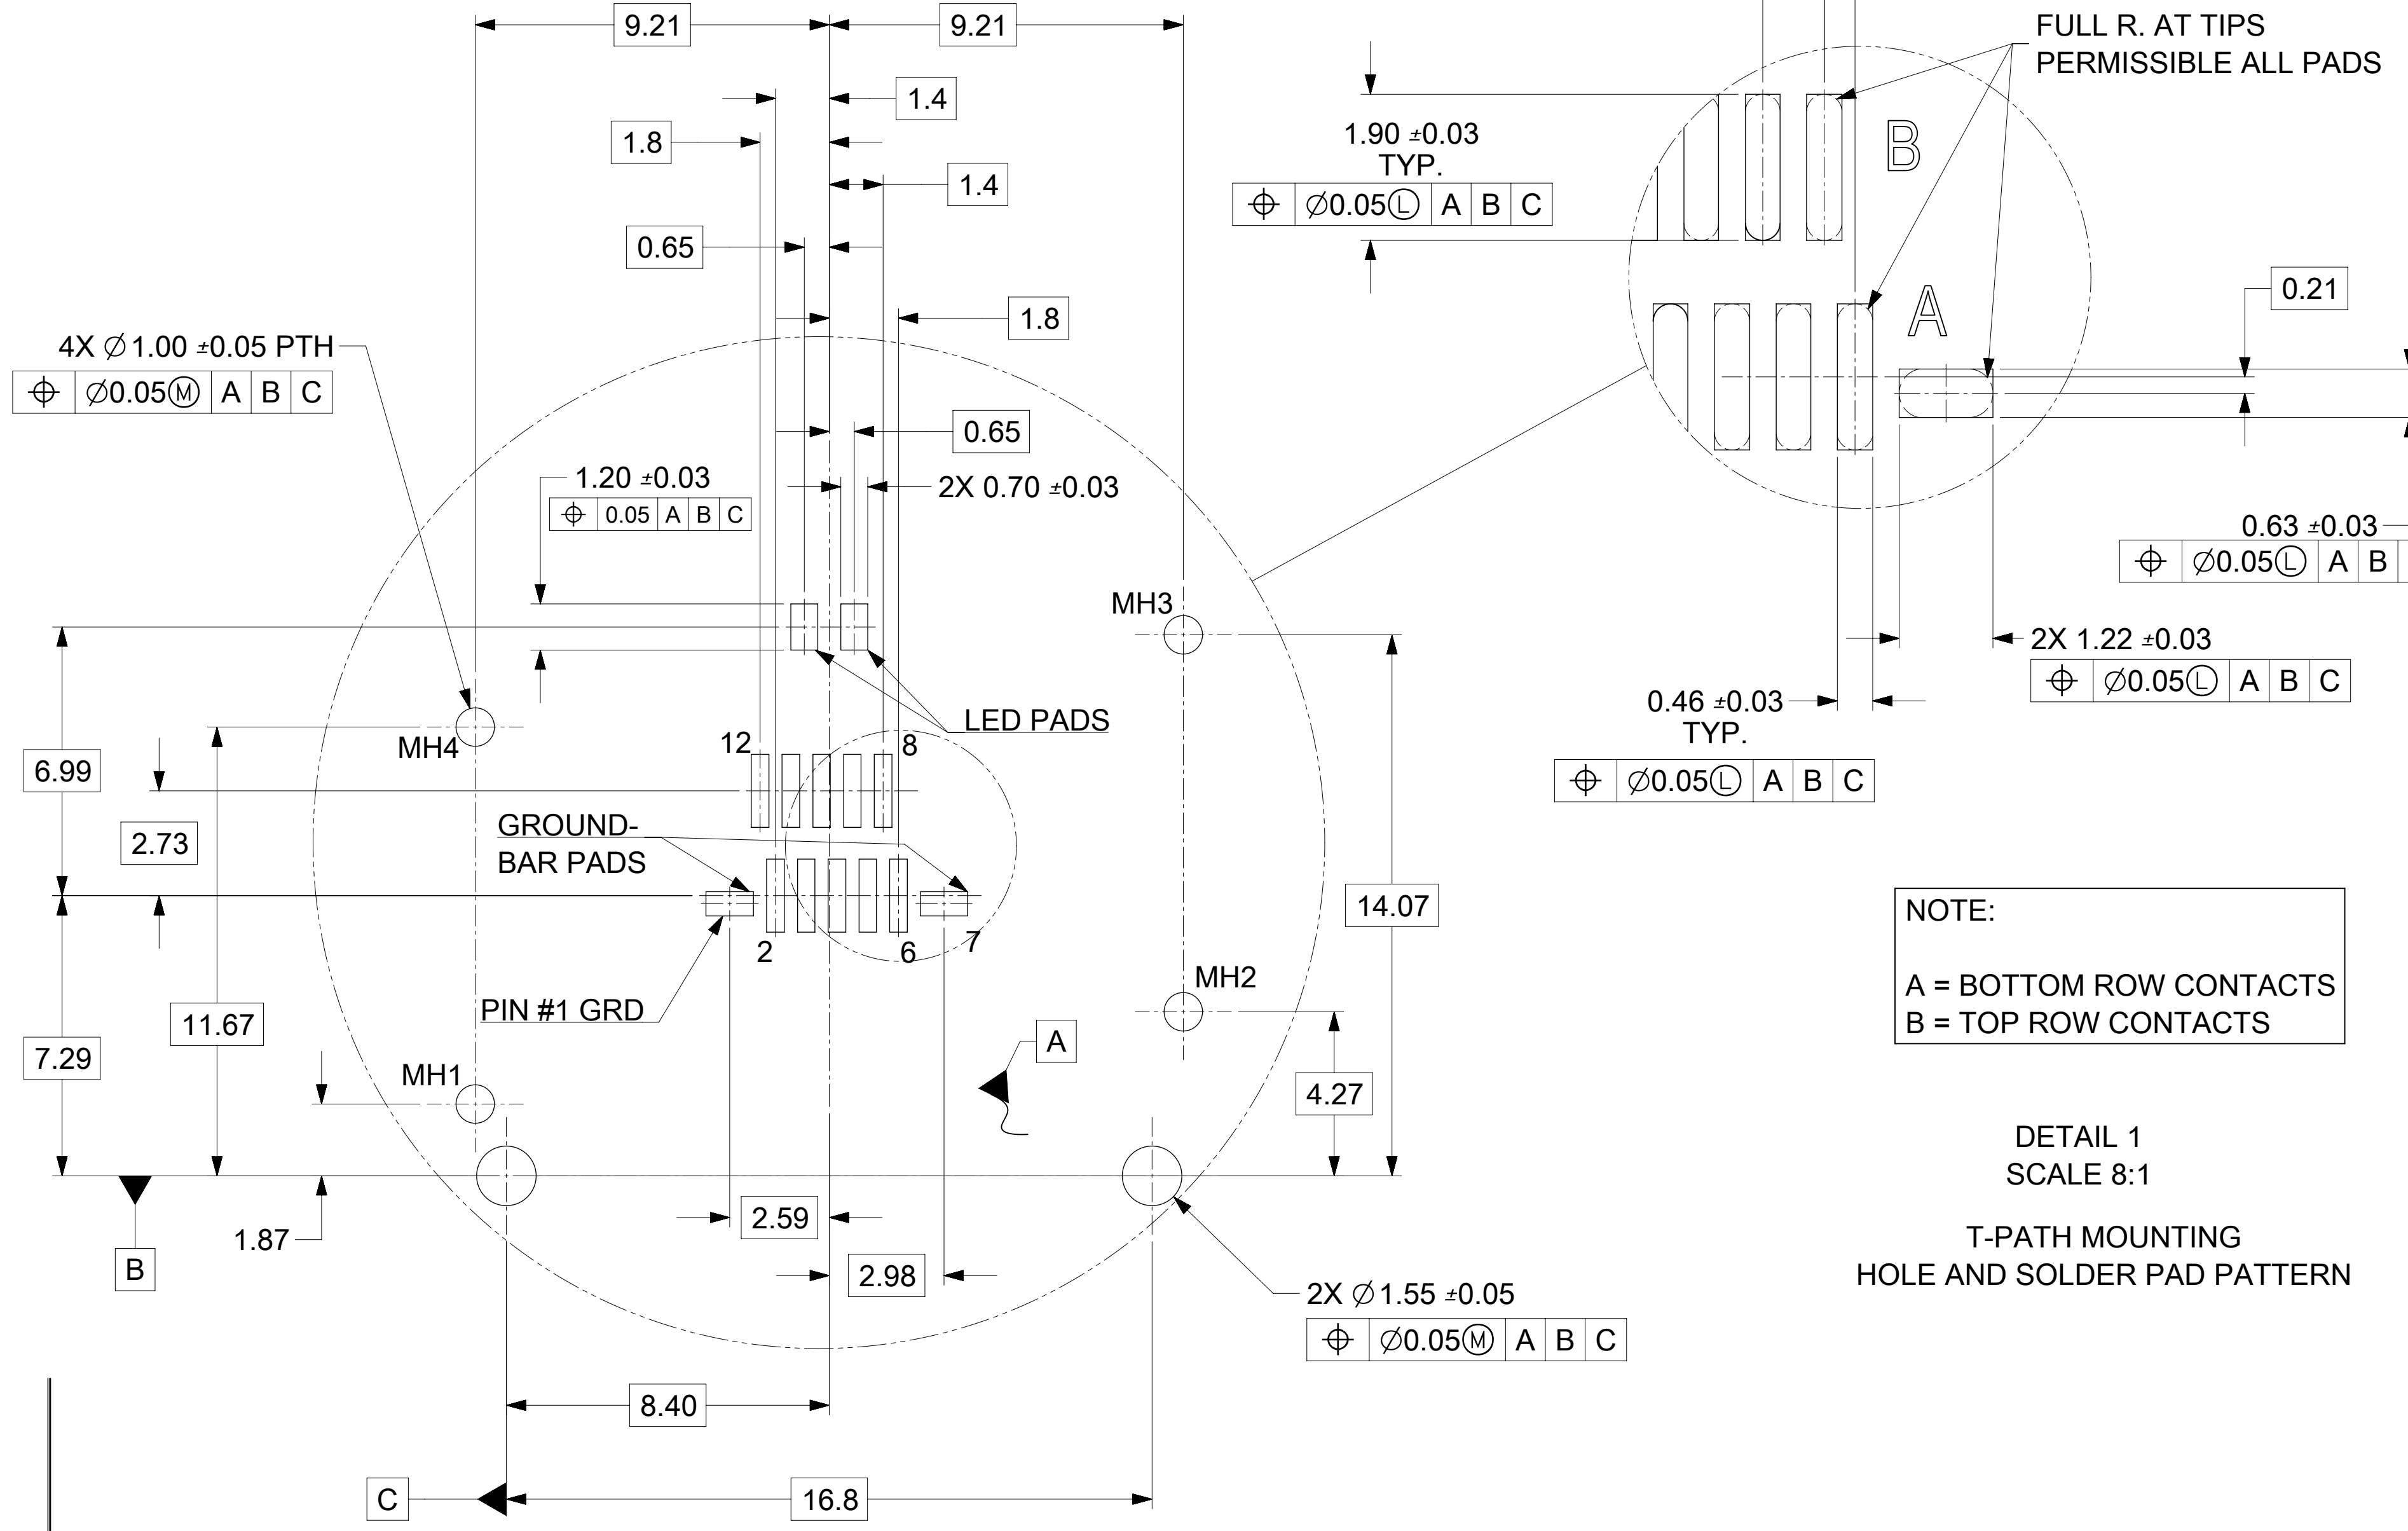 9.21
9.21
1.4
1.8
1.4
0.65
1.8
4X ∅1.00 ±0.05 PTH
⌖ ∅0.05Ⓜ A B C
0.65
1.20 ±0.03
⌖ 0.05 A B C
2X 0.70 ±0.03
MH3
LED PADS
MH4
12
8
6.99
2.73
GROUND-
BAR PADS
14.07
2
6
7
MH2
PIN #1 GRD
11.67
A
7.29
MH1
4.27
1.87
B
2.59
2.98
2X ∅1.55 ±0.05
⌖ ∅0.05Ⓜ A B C
8.40
C
16.8
FULL R. AT TIPS
PERMISSIBLE ALL PADS
1.90 ±0.03
TYP.
⌖ ∅0.05Ⓛ A B C
B
A
0.21
0.63 ±0.03
⌖ ∅0.05Ⓛ A B
2X 1.22 ±0.03
⌖ ∅0.05Ⓛ A B C
0.46 ±0.03
TYP.
⌖ ∅0.05Ⓛ A B C
NOTE:
A = BOTTOM ROW CONTACTS
B = TOP ROW CONTACTS
DETAIL 1
SCALE 8:1
T-PATH MOUNTING
HOLE AND SOLDER PAD PATTERN